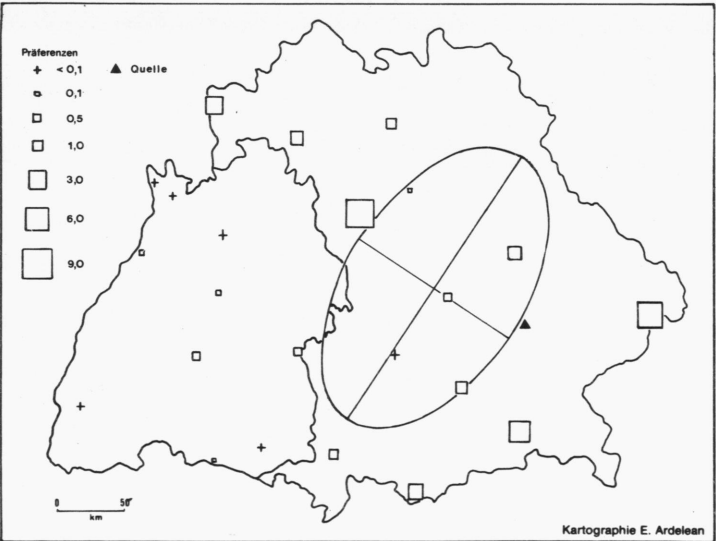 Präferenzen
+ < 0,1 ▲ Quelle
0,1
0,5
1,0
3,0
6,0
9,0
0 50
km
Kartographie E. Ardelean